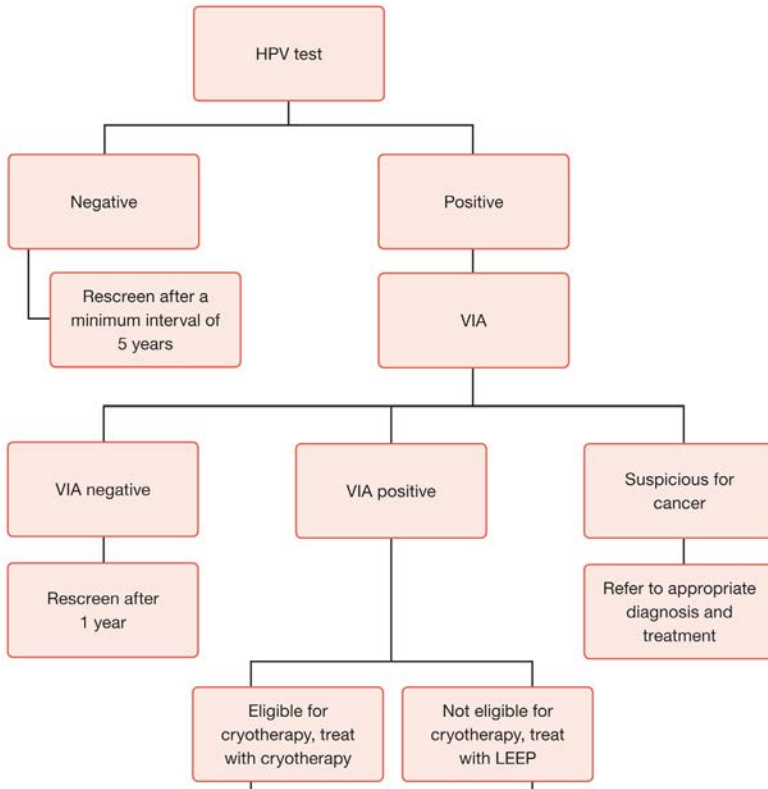 HPV test
Negative
Positive
Rescreen after a
minimum interval of
5 years
VIA
VIA negative
VIA positive
Suspicious for
cancer
Rescreen after
1 year
Refer to appropriate
diagnosis and
treatment
Eligible for
cryotherapy, treat
with cryotherapy
Not eligible for
cryotherapy, treat
with LEEP